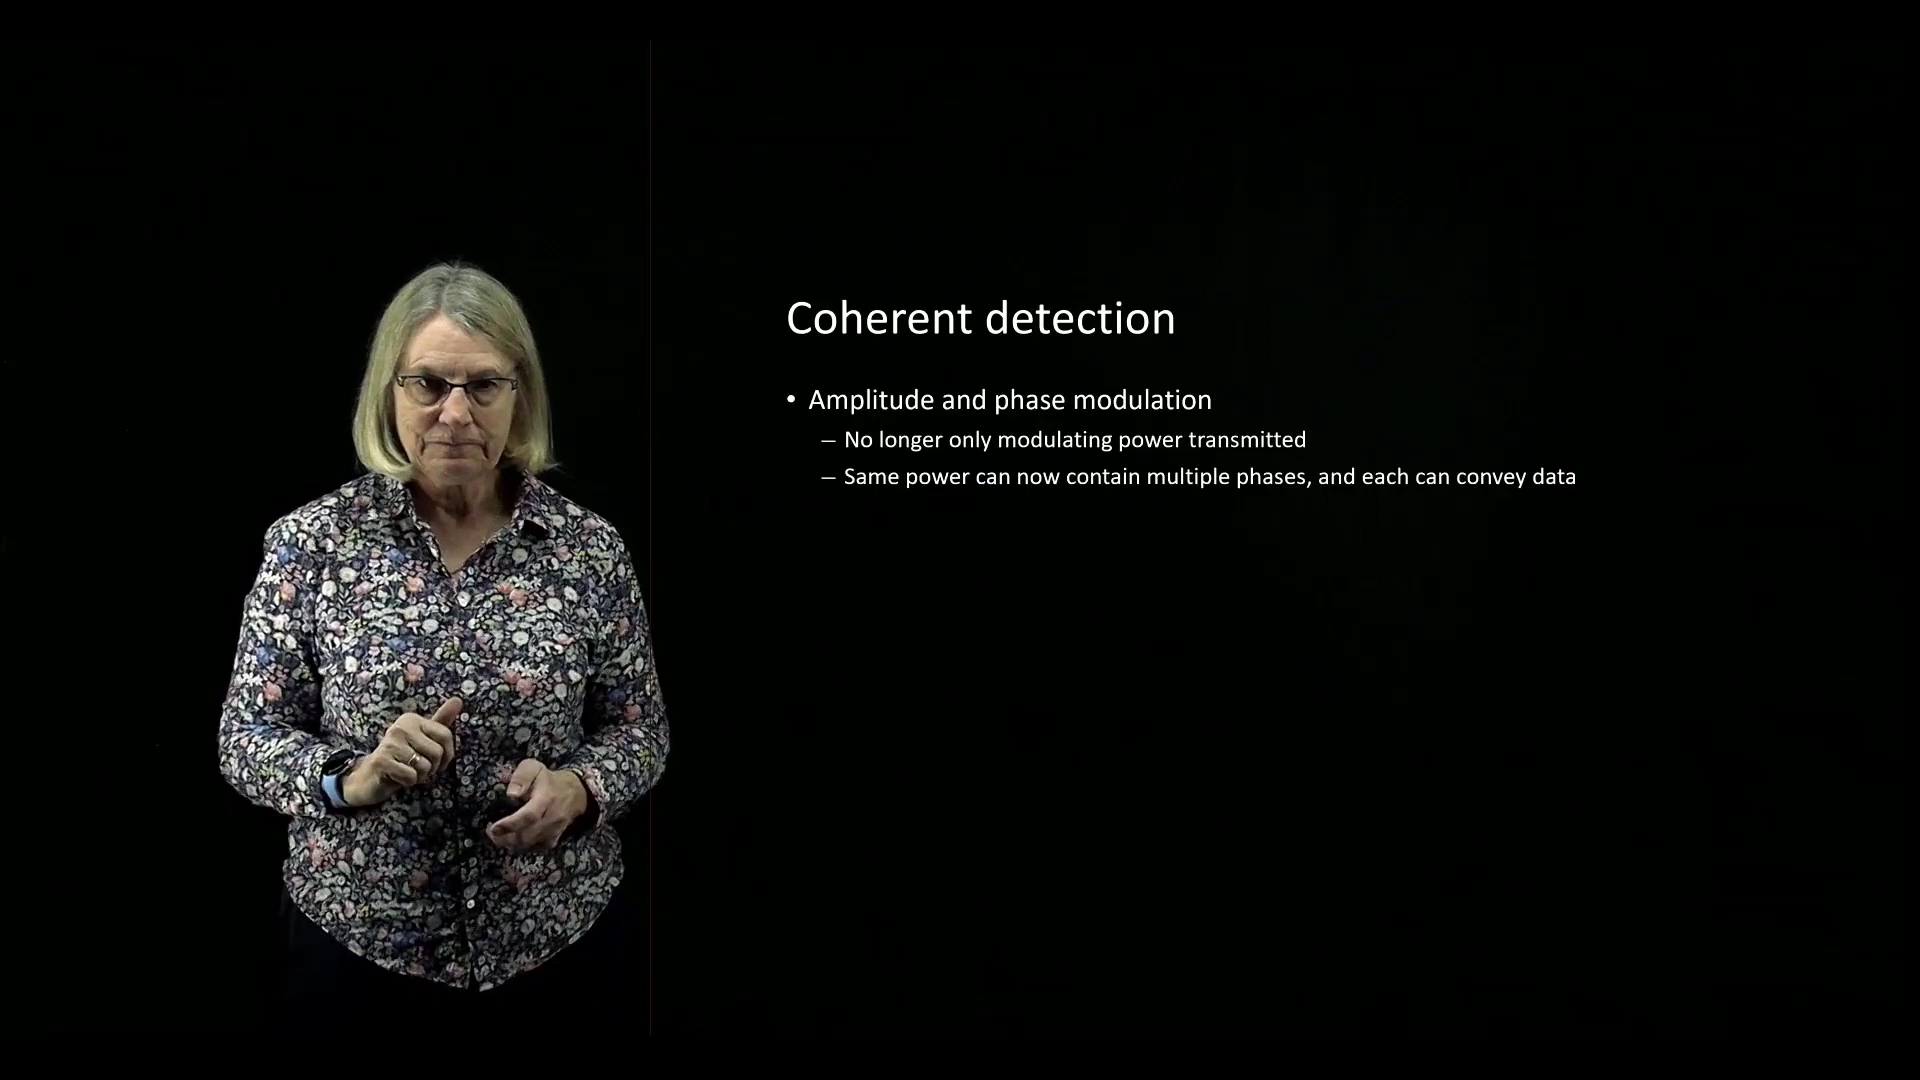 Coherent detection
• Amplitude and phase modulation
– No longer only modulating power transmitted
– Same power can now contain multiple phases, and each can convey data